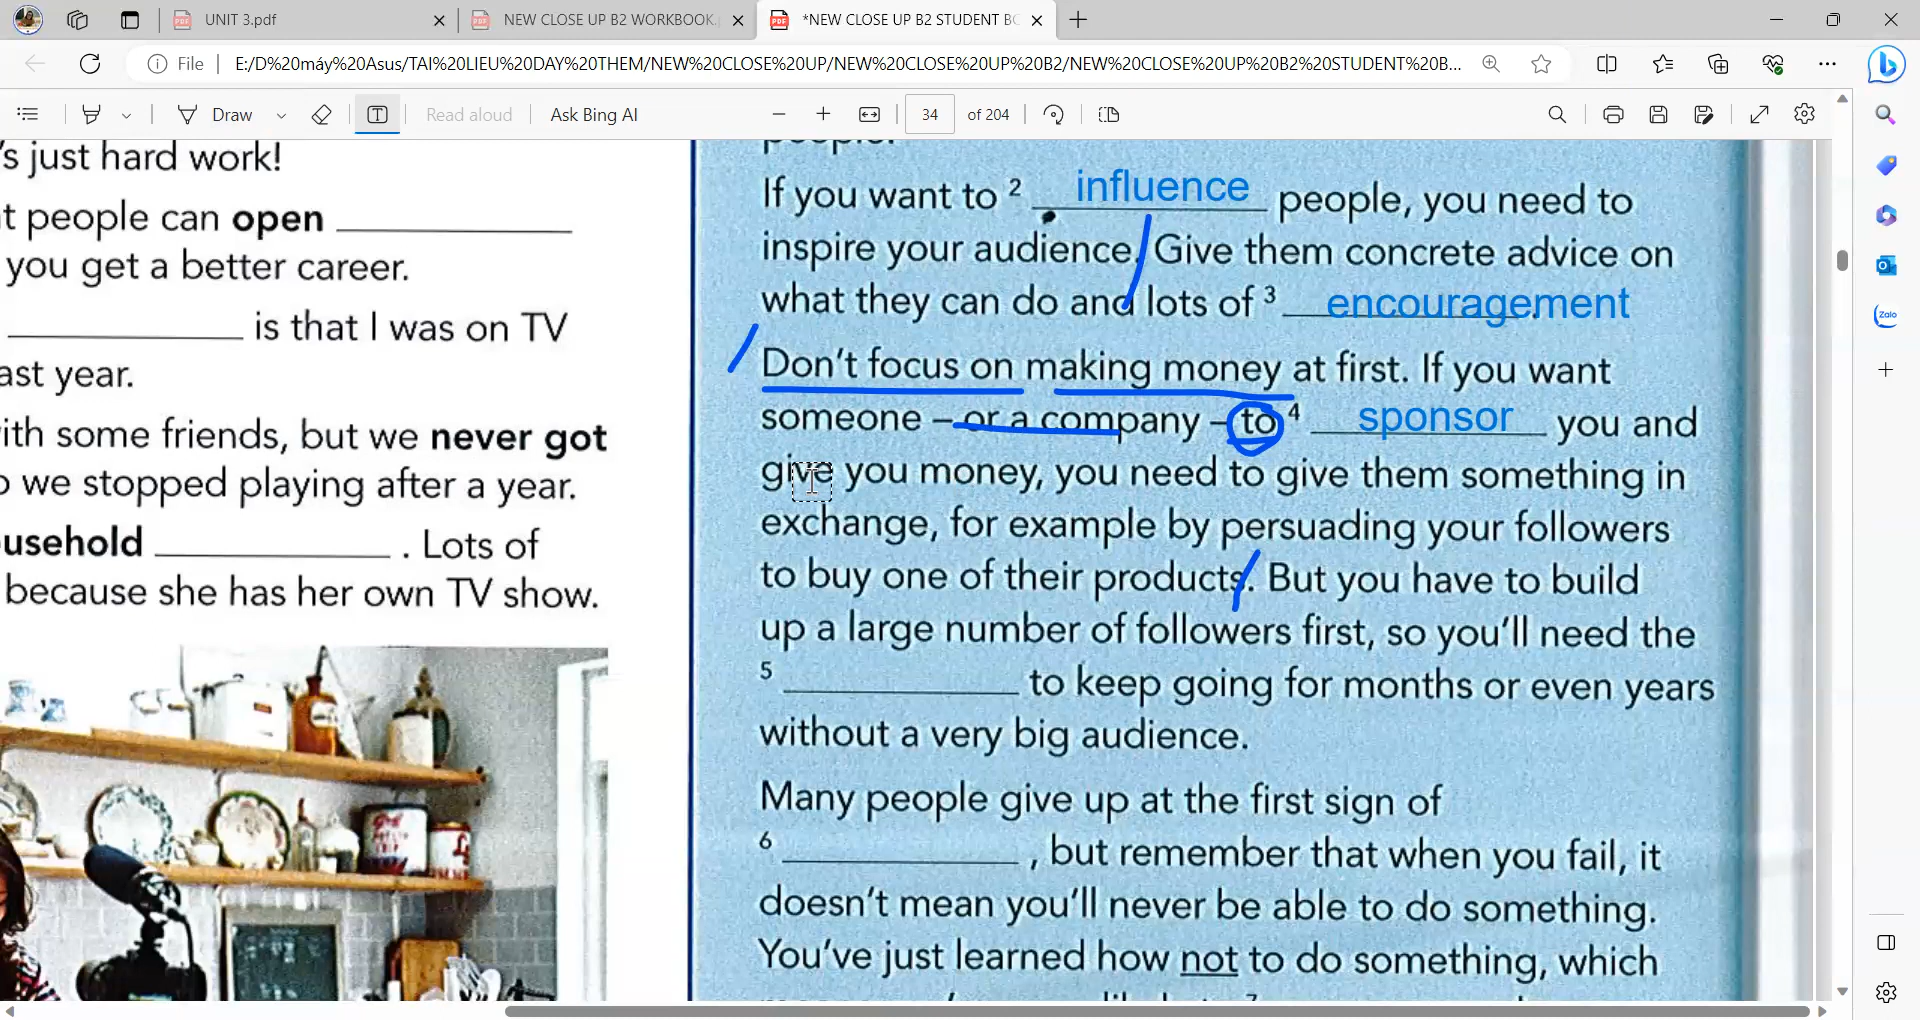 UNIT 3.pdf
NEW CLOSE UP B2 WORKBOOK.
*NEW CLOSE UP B2 STUDENT BO
File
E:/D%20máy%20Asus/TAI%20LIEU%20DAY%20THEM/NEW%20CLOSE%20UP/NEW%20CLOSE%20UP%20B2/NEW%20CLOSE%20UP%20B2%20STUDENT%20B...
Draw
Read aloud
Ask Bing AI
34 of 204
's just hard work!
t people can open
you get a better career.
is that I was on TV
ast year.
ith some friends, but we never got
o we stopped playing after a year.
usehold . Lots of
because she has her own TV show.
people.
If you want to 2 influence people, you need to
inspire your audience. Give them concrete advice on
what they can do and lots of 3 encouragement.
Don't focus on making money at first. If you want
someone – or a company – to 4 sponsor you and
give you money, you need to give them something in
exchange, for example by persuading your followers
to buy one of their products. But you have to build
up a large number of followers first, so you'll need the
5 to keep going for months or even years
without a very big audience.
Many people give up at the first sign of
6 , but remember that when you fail, it
doesn't mean you'll never be able to do something.
You've just learned how not to do something, which
Zalo